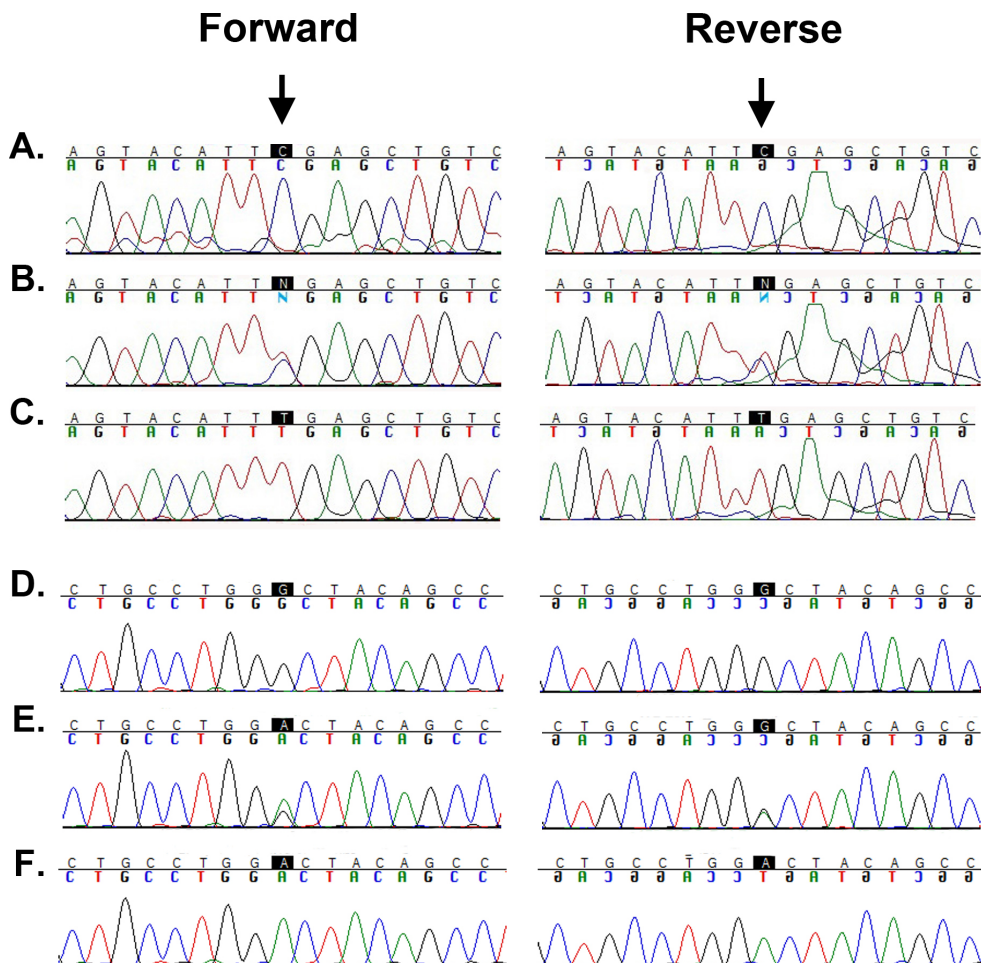 Forward Reverse
A. A G T A C A T T C G A G C T G T C A G T A C A T T C G A G C T G T C
A G T A C A T T C G A G C T G T C T C A T G T A A G C T C G A C A G
B. A G T A C A T T N G A G C T G T C A G T A C A T T N G A G C T G T C
A G T A C A T T N G A G C T G T C T C A T G T A A N C T C G A C A G
C. A G T A C A T T T G A G C T G T C A G T A C A T T T G A G C T G T C
A G T A C A T T T G A G C T G T C T C A T G T A A A C T C G A C A G
D. C T G C C T G G G C T A C A G C C C T G C C T G G G C T A C A G C C
C T G C C T G G G C T A C A G C C G A C G G A C C C G A T G T C G G
E. C T G C C T G G A C T A C A G C C C T G C C T G G G C T A C A G C C
C T G C C T G G A C T A C A G C C G A C G G A C C C G A T G T C G G
F. C T G C C T G G A C T A C A G C C C T G C C T G G A C T A C A G C C
C T G C C T G G A C T A C A G C C G A C G G A C C T G A T G T C G G